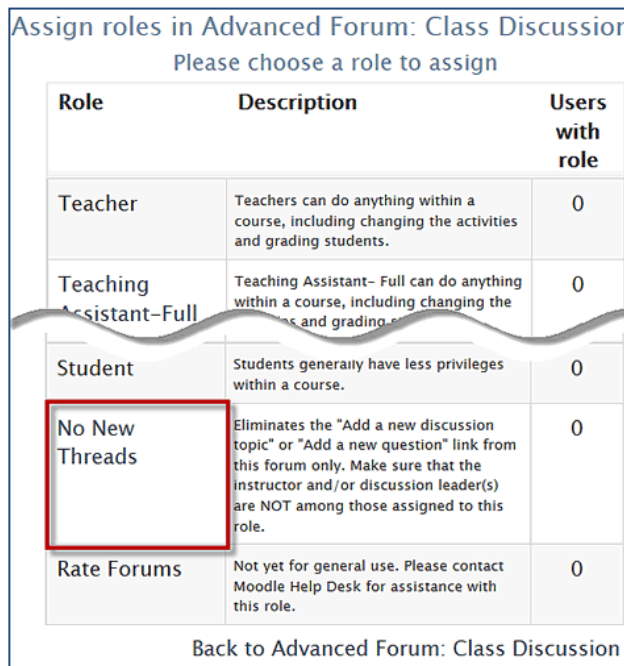 Assign roles in Advanced Forum: Class Discussion
Please choose a role to assign
Role Description Users
with
role
Teacher Teachers can do anything within a 0
course, including changing the activities
and grading students.
Teaching Teaching Assistant– Full can do anything 0
Assistant–Full within a course, including changing the
and grading
Student Students generally have less privileges 0
within a course.
No New Eliminates the "Add a new discussion 0
Threads topic" or "Add a new question" link from
this forum only. Make sure that the
instructor and/or discussion leader(s)
are NOT among those assigned to this
role.
Rate Forums Not yet for general use. Please contact 0
Moodle Help Desk for assistance with
this role.
Back to Advanced Forum: Class Discussion